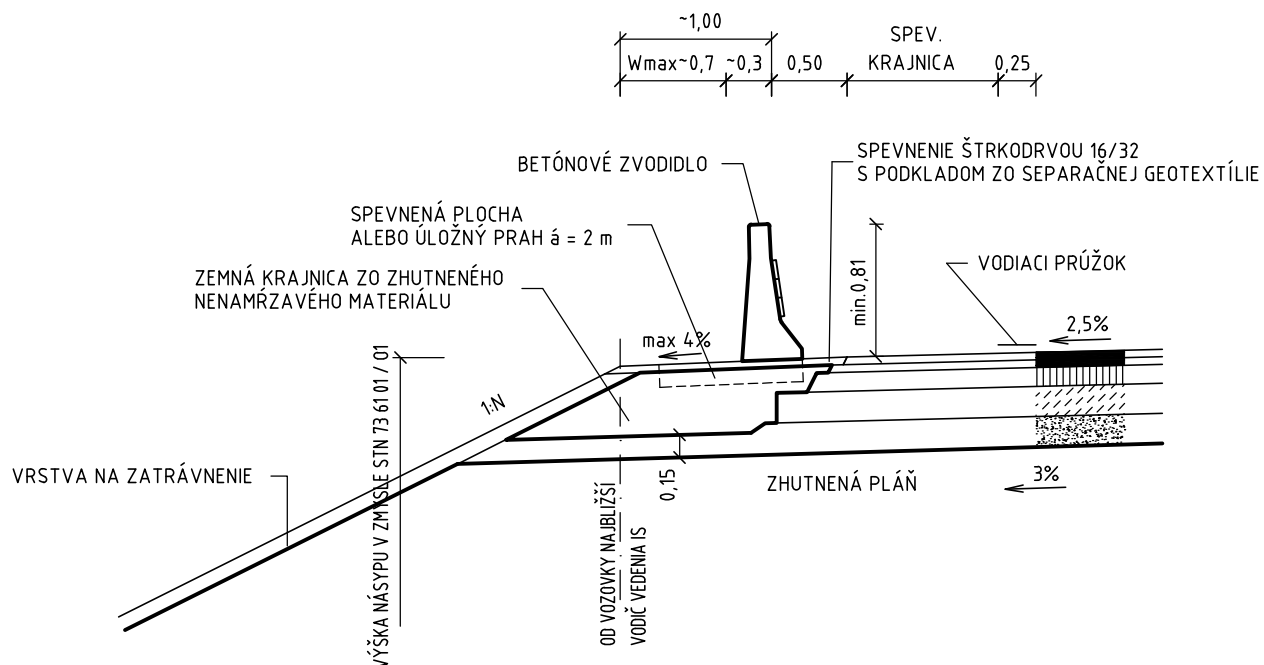 ~1,00
SPEV.
KRAJNICA
Wmax~0,7
~0,3
0,50
0,25
BETÓNOVÉ ZVODIDLO
SPEVNENIE ŠTRKODRVOU 16/32
S PODKLADOM ZO SEPARAČNEJ GEOTEXTÍLIE
SPEVNENÁ PLOCHA
ALEBO ÚLOŽNÝ PRAH á = 2 m
ZEMNÁ KRAJNICA ZO ZHUTNENÉHO
NENAMŔZAVÉHO MATERIÁLU
min.0,81
VODIACI PRÚŽOK
max 4%
2,5%
1:N
VÝŠKA NÁSYPU V ZMYSLE STN 73 61 01 / 01
VRSTVA NA ZATRÁVNENIE
0,15
ZHUTNENÁ PLÁŇ
3%
OD VOZOVKY NAJBLIŽŠÍ
VODIČ VEDENIA IS